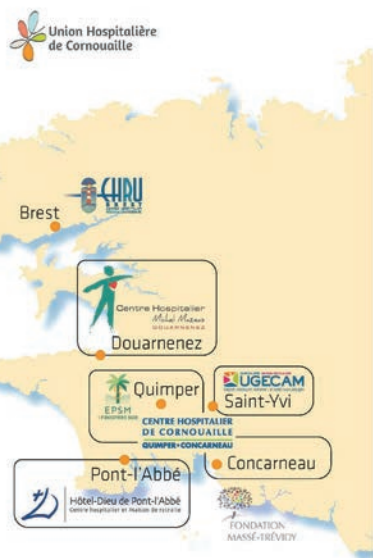 Union Hospitalière
de Cornouaille
CHRU
BREST
Brest
Centre Hospitalier
Michel Mazéas
DOUARNENEZ
Douarnenez
EPSM
Quimper
UGECAM
Saint-Yvi
CENTRE HOSPITALIER
DE CORNOUAILLE
QUIMPER·CONCARNEAU
Pont-l'Abbé
Concarneau
Hôtel-Dieu de Pont-l'Abbé
Centre hospitalier et maison de retraite
FONDATION
MASSÉ-TRÉVIDY